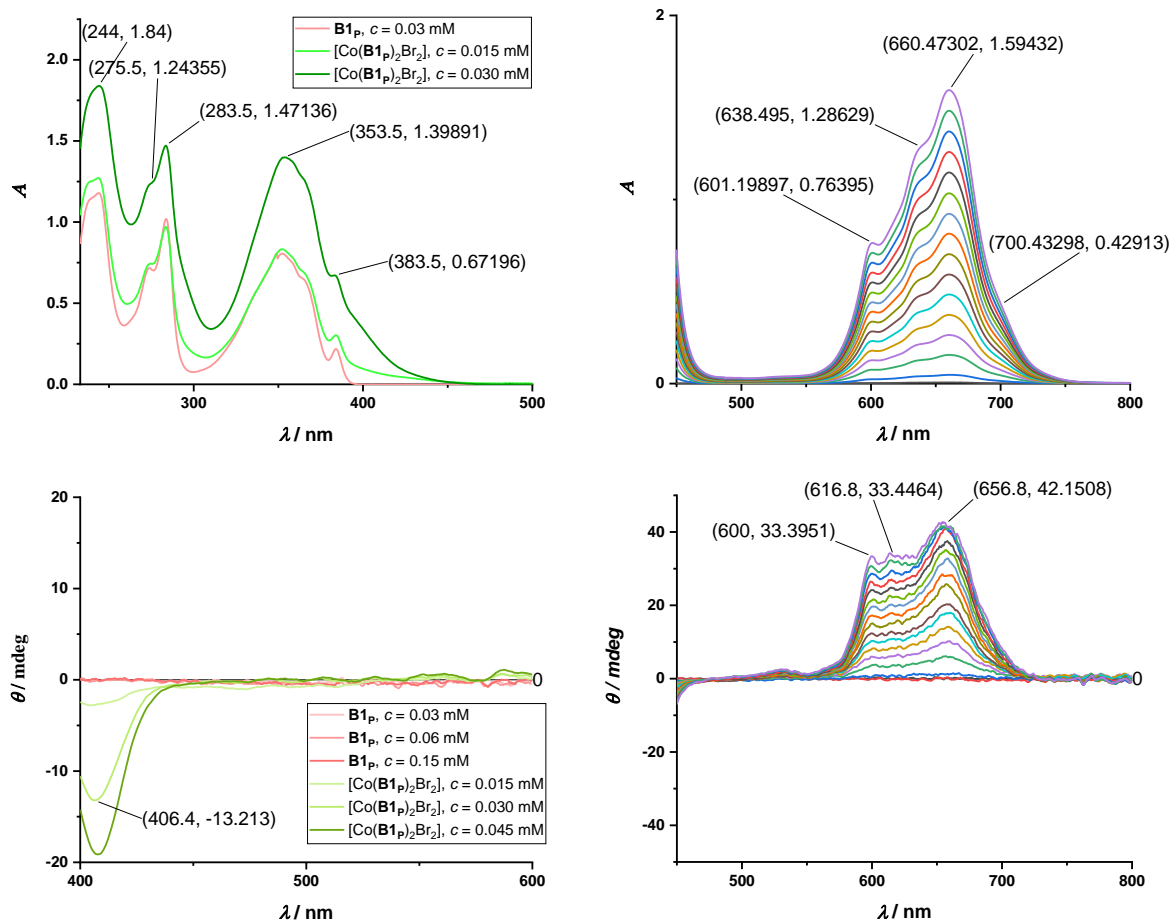 (244, 1.84)
(275.5, 1.24355)
(283.5, 1.47136)
(353.5, 1.39891)
(383.5, 0.67196)
B1P, c = 0.03 mM
[Co(B1P)2Br2], c = 0.015 mM
[Co(B1P)2Br2], c = 0.030 mM
2.0
1.5
1.0
0.5
0.0
A
300
400
500
λ / nm
(660.47302, 1.59432)
(638.495, 1.28629)
(601.19897, 0.76395)
(700.43298, 0.42913)
2
0
0
A
500
600
700
800
λ / nm
20
10
0
-10
-20
θ / mdeg
0
B1P, c = 0.03 mM
B1P, c = 0.06 mM
B1P, c = 0.15 mM
[Co(B1P)2Br2], c = 0.015 mM
[Co(B1P)2Br2], c = 0.030 mM
[Co(B1P)2Br2], c = 0.045 mM
(406.4, -13.213)
400
500
600
λ / nm
(616.8, 33.4464)
(656.8, 42.1508)
(600, 33.3951)
40
20
0
-20
-40
θ / mdeg
0
500
600
700
800
λ / nm